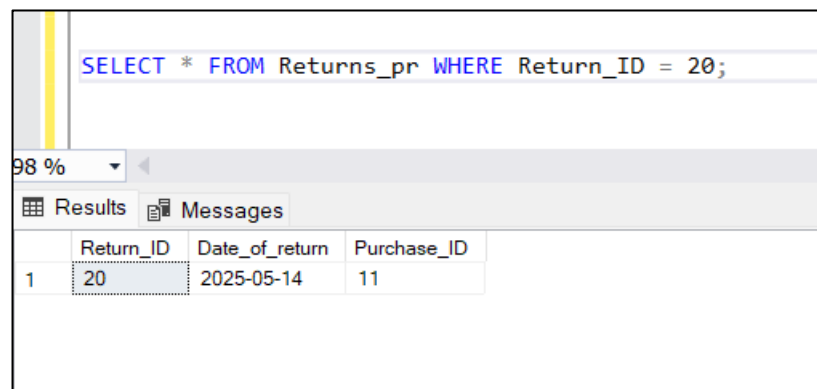 SELECT * FROM Returns_pr WHERE Return_ID = 20;
98 %
Results Messages
Return_ID Date_of_return Purchase_ID
1 20 2025-05-14 11